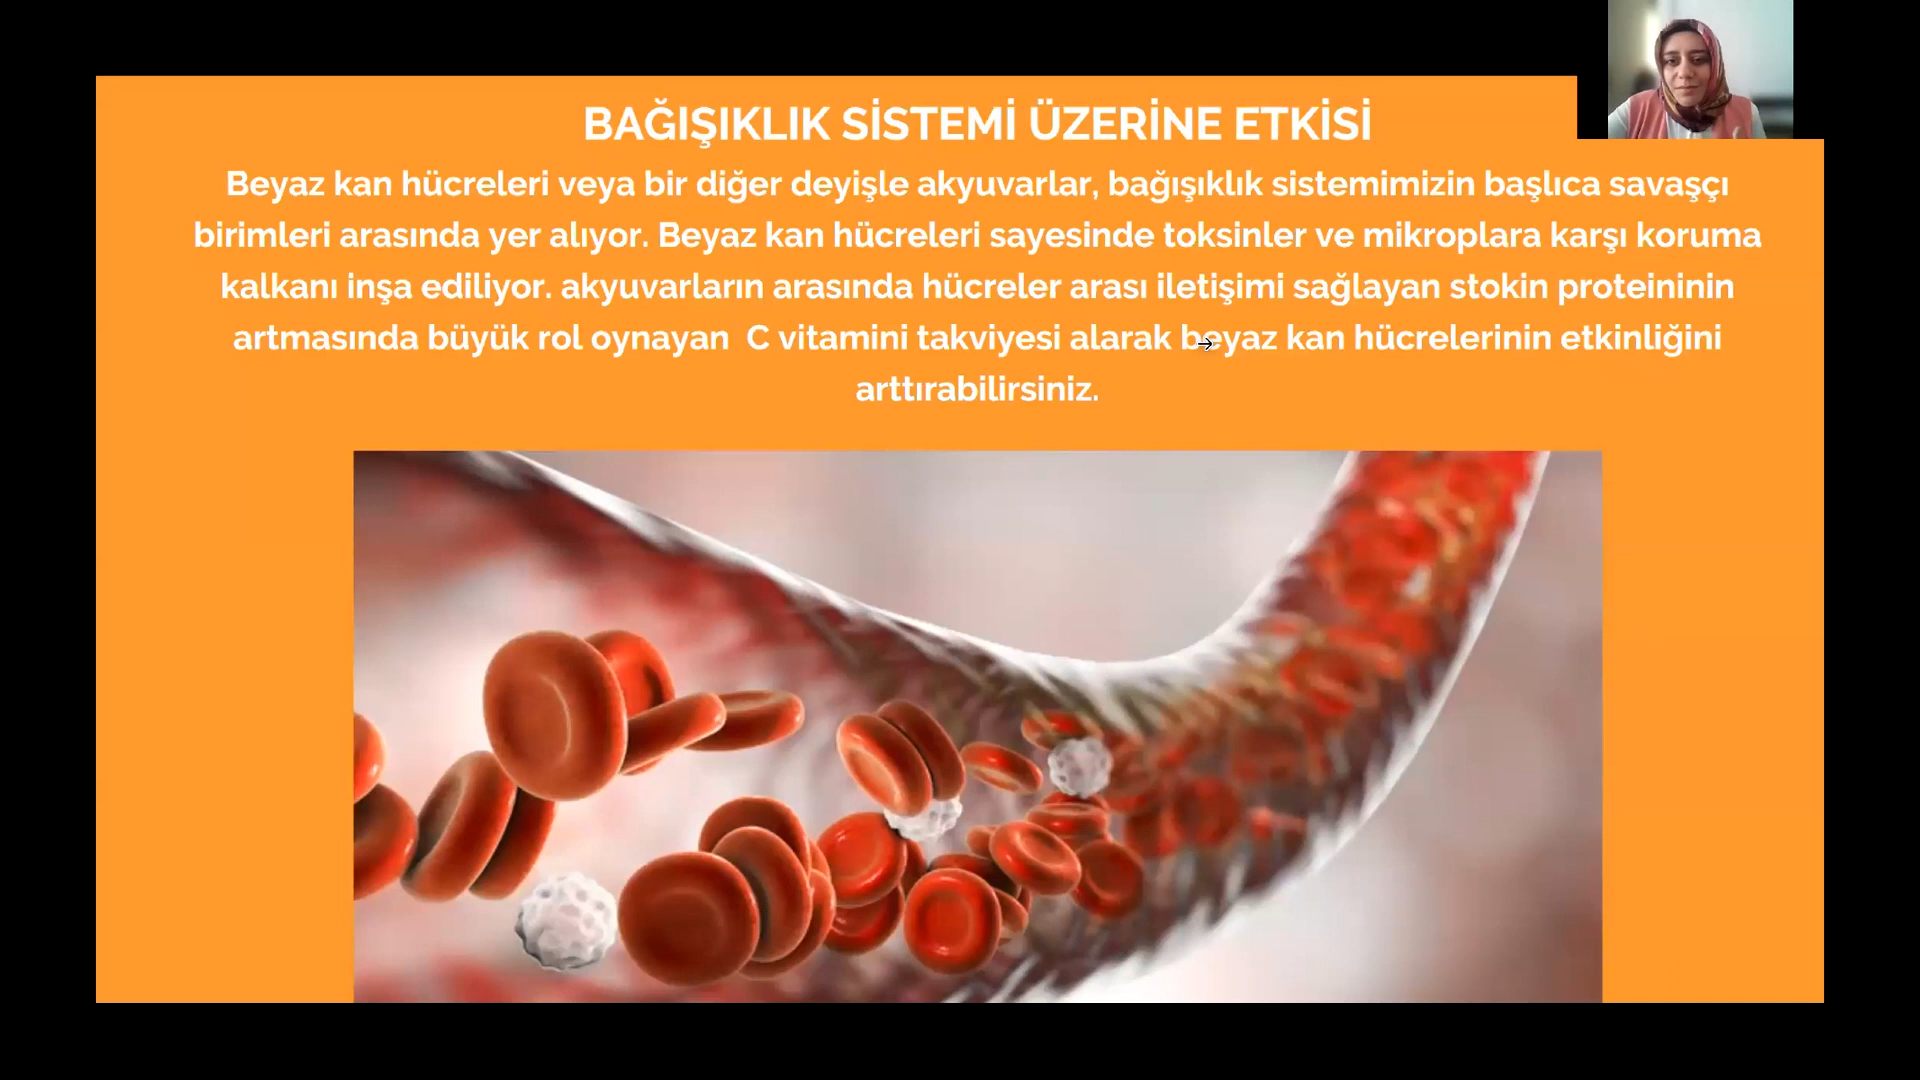 BAĞIŞIKLIK SİSTEMİ ÜZERİNE ETKİSİ
Beyaz kan hücreleri veya bir diğer deyişle akyuvarlar, bağışıklık sistemimizin başlıca savaşçı
birimleri arasında yer alıyor. Beyaz kan hücreleri sayesinde toksinler ve mikroplara karşı koruma
kalkanı inşa ediliyor. akyuvarların arasında hücreler arası iletişimi sağlayan stokin proteininin
artmasında büyük rol oynayan  C vitamini takviyesi alarak beyaz kan hücrelerinin etkinliğini
arttırabilirsiniz.